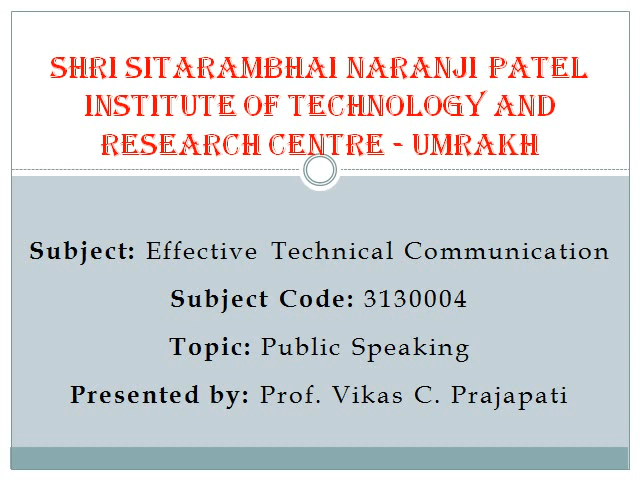 SHRI SITARAMBHAI NARANJI PATEL
INSTITUTE OF TECHNOLOGY AND
RESEARCH CENTRE - UMRAKH
Subject: Effective Technical Communication
Subject Code: 3130004
Topic: Public Speaking
Presented by: Prof. Vikas C. Prajapati